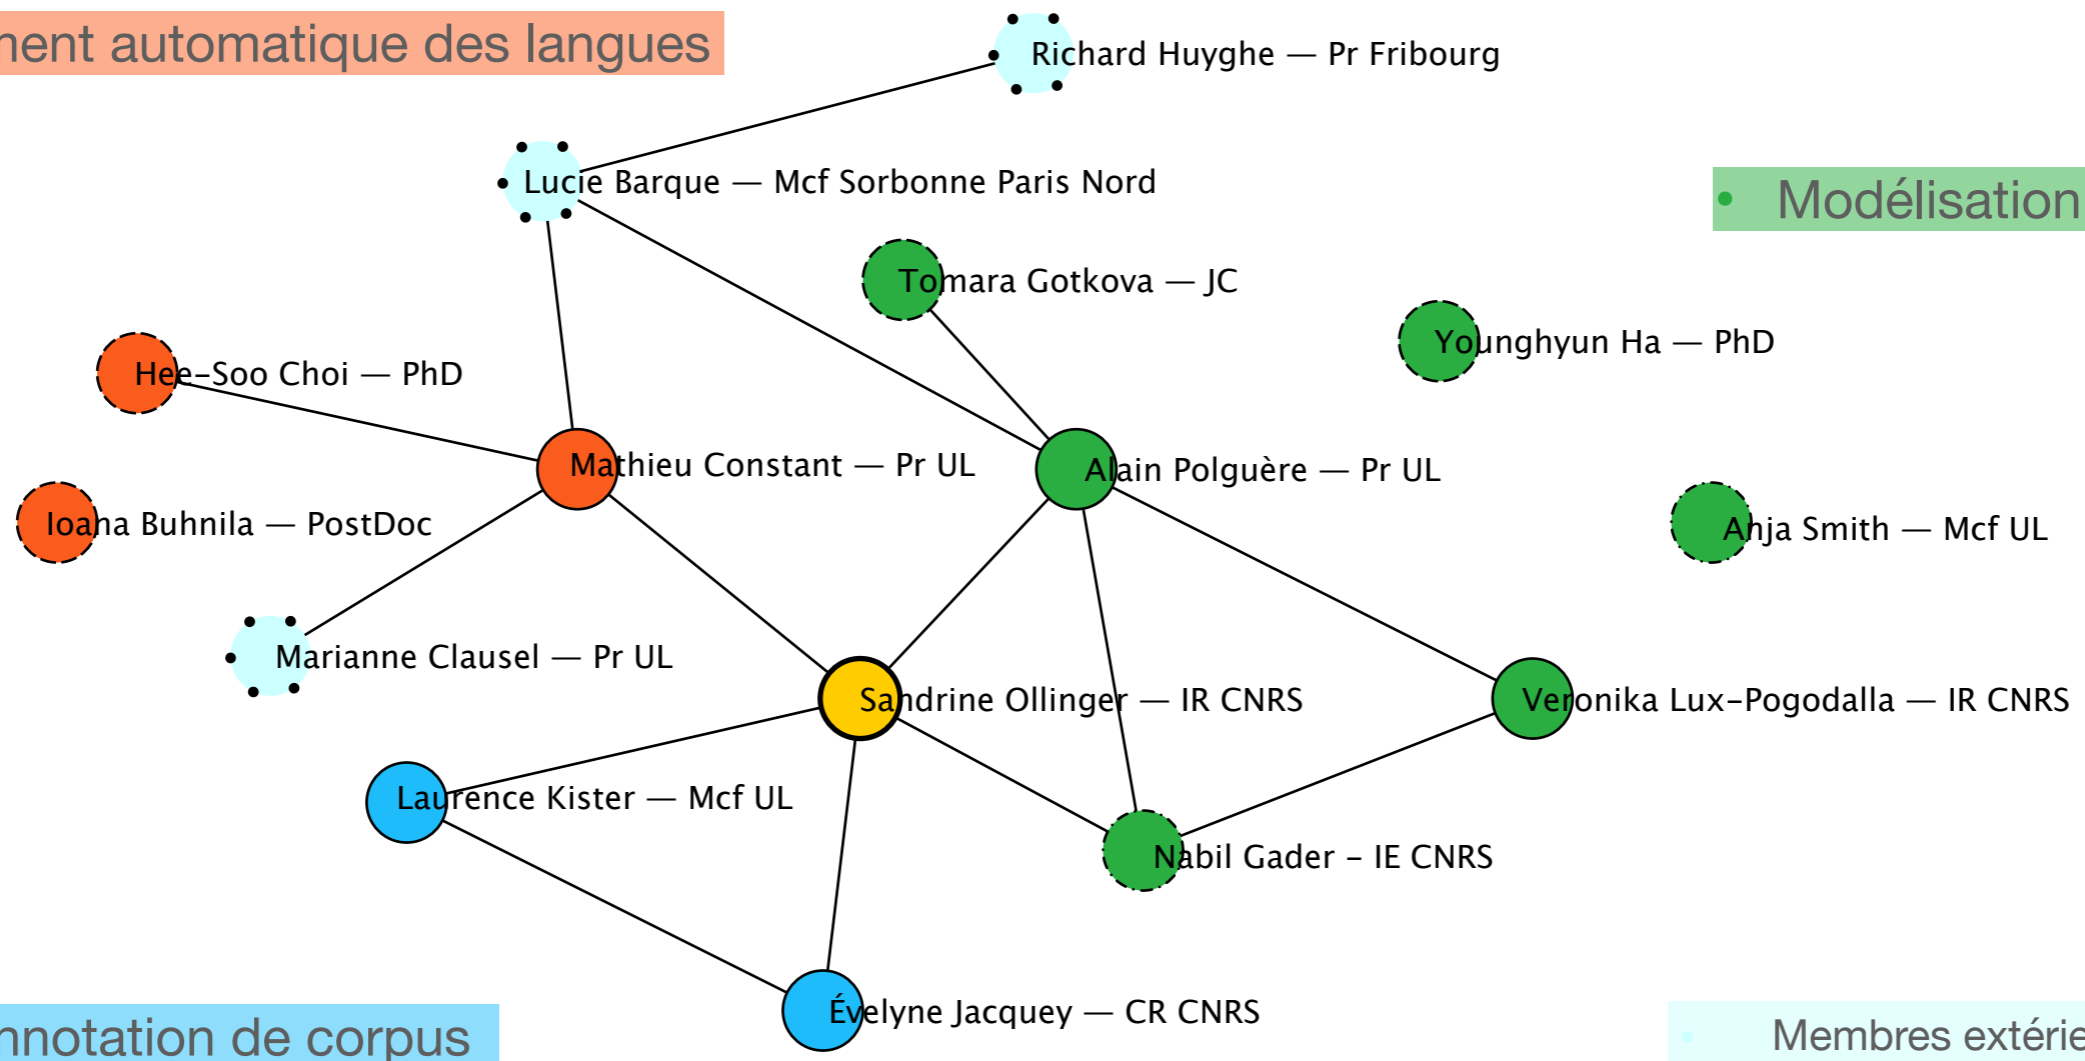 ment automatique des langues
Richard Huyghe — Pr Fribourg
Lucie Barque — Mcf Sorbonne Paris Nord
• Modélisation
Tomara Gotkova — JC
Younghyun Ha — PhD
Hee-Soo Choi — PhD
Mathieu Constant — Pr UL
Alain Polguère — Pr UL
Ioana Buhnila — PostDoc
Anja Smith — Mcf UL
Marianne Clausel — Pr UL
Sandrine Ollinger — IR CNRS
Veronika Lux-Pogodalla — IR CNRS
Laurence Kister — Mcf UL
Nabil Gader - IE CNRS
Évelyne Jacquey — CR CNRS
nnotation de corpus
• Membres extérie